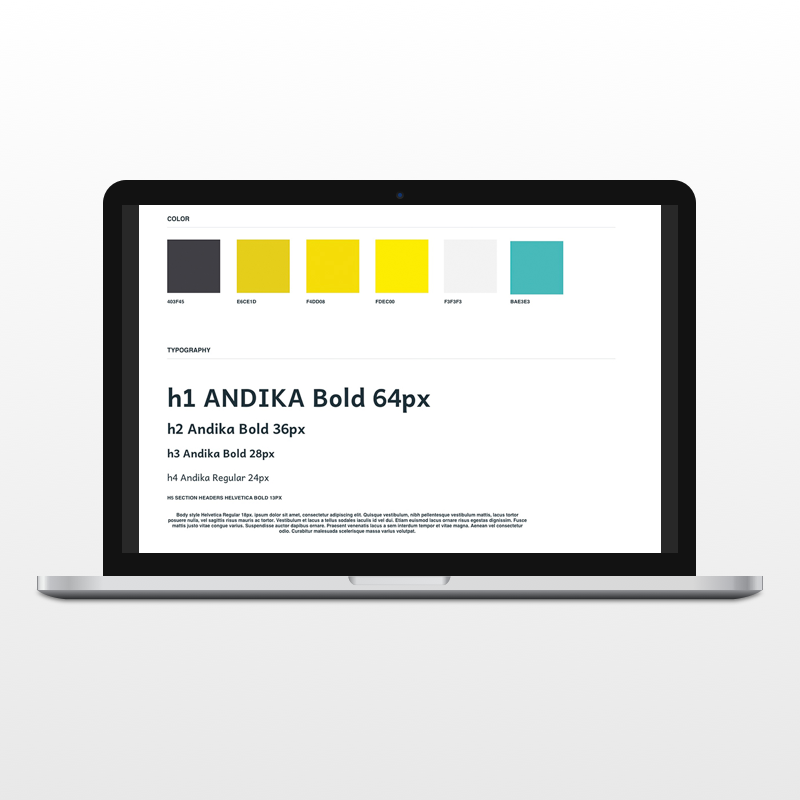 COLOR
403F45 E6CE1D F4DD08 FDEC00 F3F3F3 BAE3E3
TYPOGRAPHY
h1 ANDIKA Bold 64px
h2 Andika Bold 36px
h3 Andika Bold 28px
h4 Andika Regular 24px
H5 SECTION HEADERS HELVETICA BOLD 13PX
Body style Helvetica Regular 18px. ipsum dolor sit amet, consectetur adipiscing elit. Quisque vestibulum, nibh pellentesque vestibulum mattis, lacus tortor
posuere nulla, vel sagittis risus mauris ac tortor. Vestibulum et lacus a tellus sodales iaculis id vel dui. Etiam euismod lacus ornare risus egestas dignissim. Fusce
mattis justo vitae congue varius. Suspendisse auctor dapibus ornare. Praesent venenatis lacus a sem interdum tempor et vitae magna. Aenean vel consectetur
odio. Curabitur malesuada scelerisque massa varius volutpat.